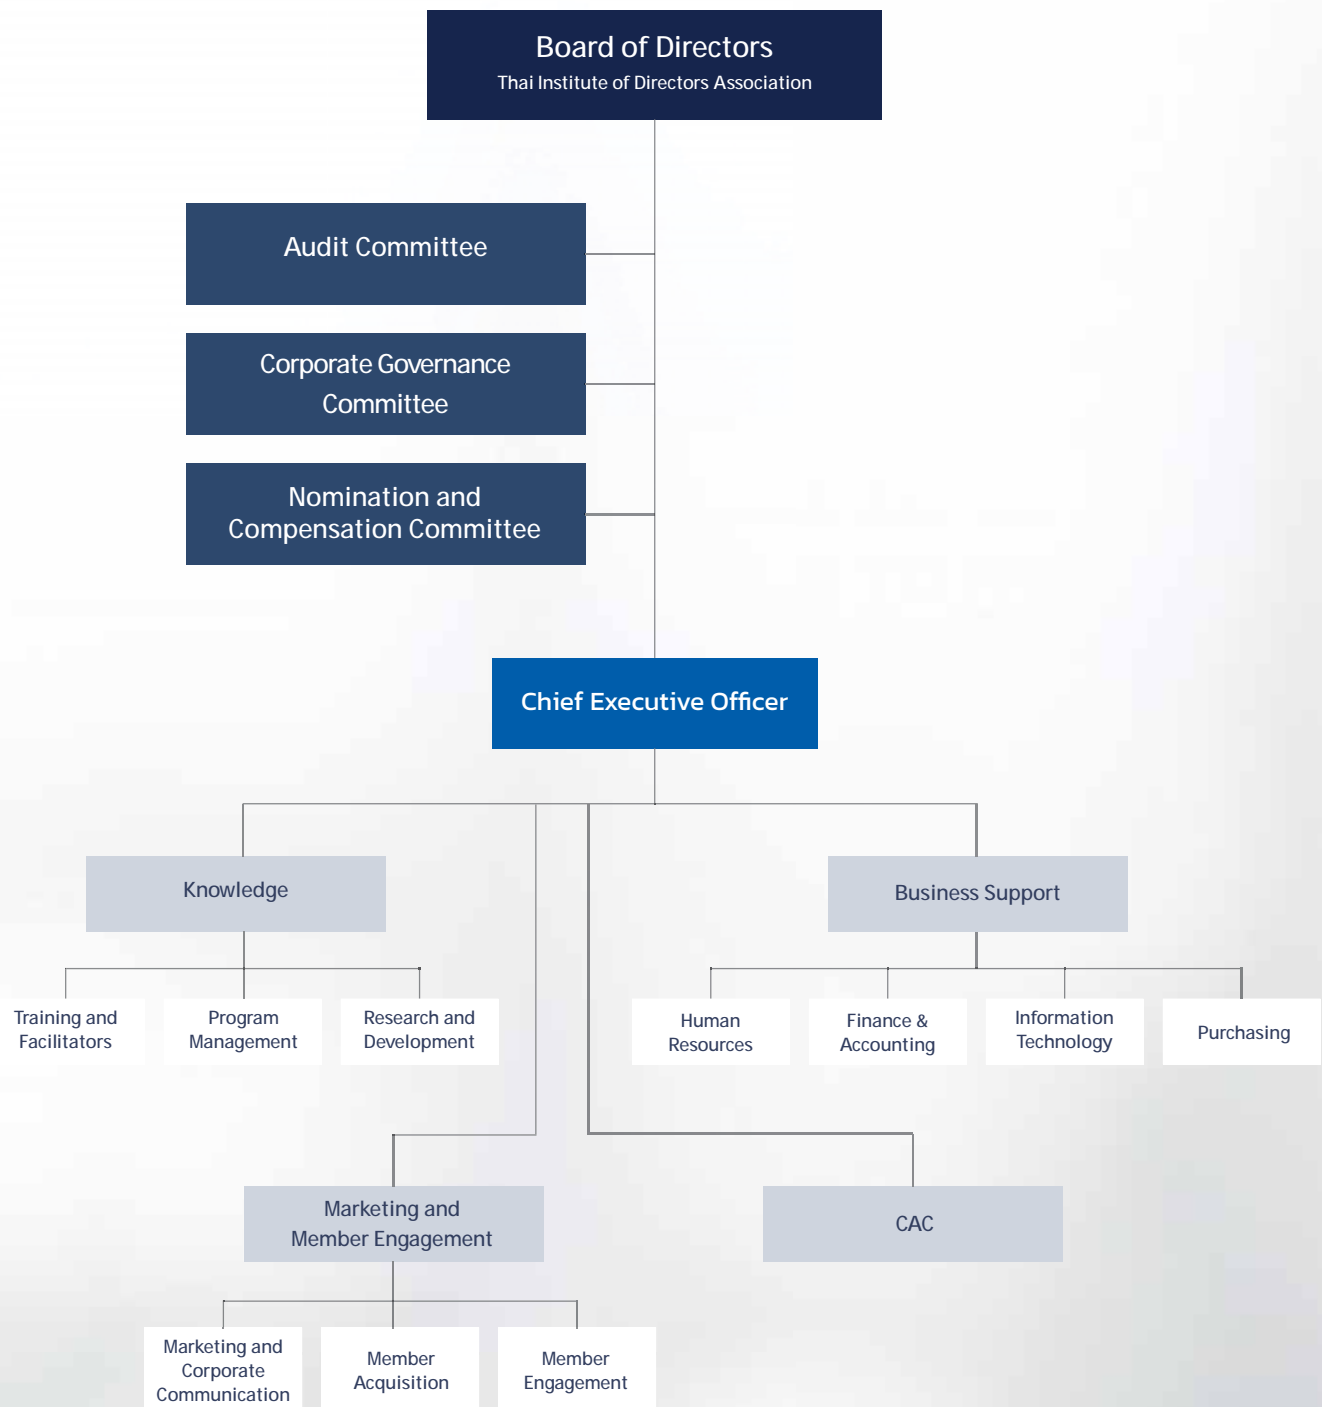 Board of Directors
Thai Institute of Directors Association
Audit Committee
Corporate Governance
Committee
Nomination and
Compensation Committee
Chief Executive Officer
Knowledge
Business Support
Training and
Facilitators
Program
Management
Research and
Development
Human
Resources
Finance &
Accounting
Information
Technology
Purchasing
Marketing and
Member Engagement
CAC
Marketing and
Corporate
Communication
Member
Acquisition
Member
Engagement